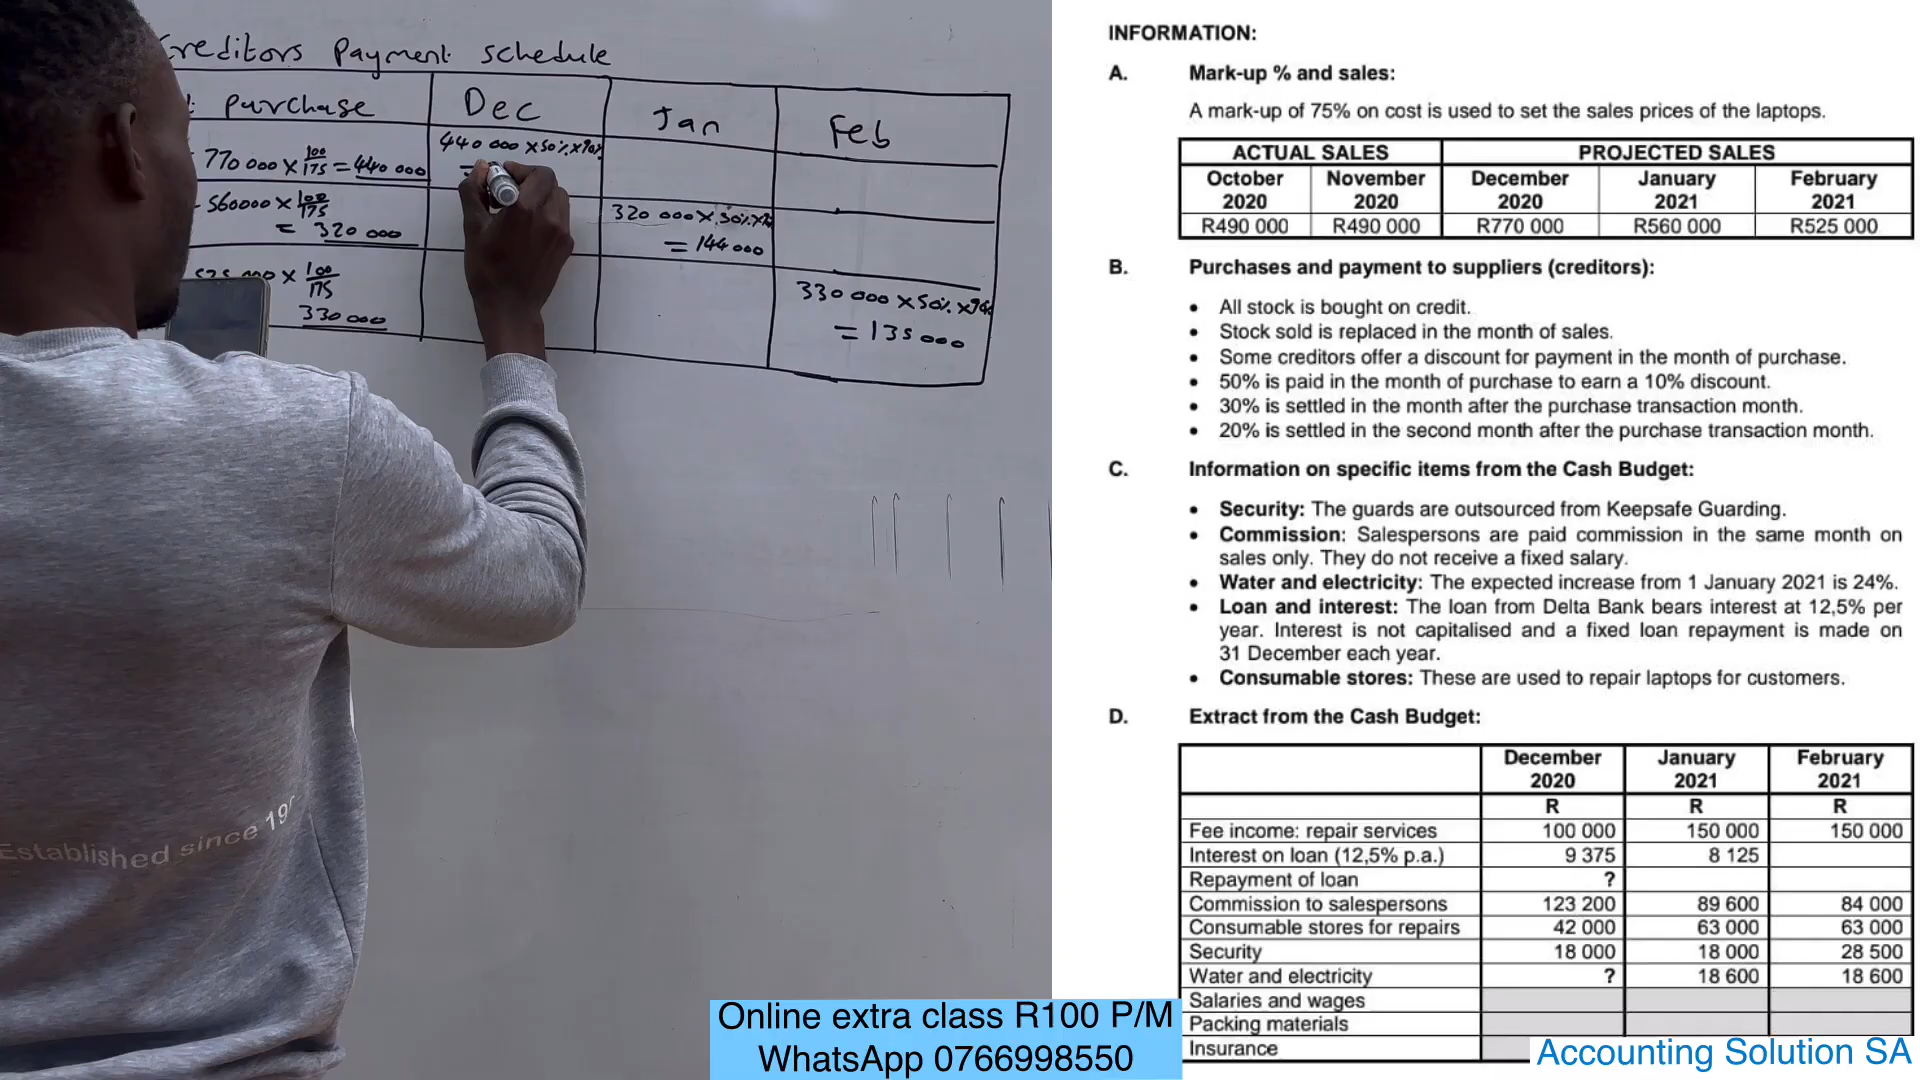 Creditors Payment Schedule
Purchase Dec Jan Feb
770 000 × 100/175 = 440 000
440 000 × 50% × 90%
=
560000 × 100/175
= 320 000
320 000 × 50% ×
= 144 000
× 100/175
330 000
330 000 × 50% × 90%
= 135 000
Established since 19
INFORMATION:
A. Mark-up % and sales:
A mark-up of 75% on cost is used to set the sales prices of the laptops.
ACTUAL SALES PROJECTED SALES
October 2020 November 2020 December 2020 January 2021 February 2021
R490 000 R490 000 R770 000 R560 000 R525 000
B. Purchases and payment to suppliers (creditors):
• All stock is bought on credit.
• Stock sold is replaced in the month of sales.
• Some creditors offer a discount for payment in the month of purchase.
• 50% is paid in the month of purchase to earn a 10% discount.
• 30% is settled in the month after the purchase transaction month.
• 20% is settled in the second month after the purchase transaction month.
C. Information on specific items from the Cash Budget:
• Security: The guards are outsourced from Keepsafe Guarding.
• Commission: Salespersons are paid commission in the same month on
sales only. They do not receive a fixed salary.
• Water and electricity: The expected increase from 1 January 2021 is 24%.
• Loan and interest: The loan from Delta Bank bears interest at 12,5% per
year. Interest is not capitalised and a fixed loan repayment is made on
31 December each year.
• Consumable stores: These are used to repair laptops for customers.
D. Extract from the Cash Budget:
December 2020 January 2021 February 2021
R R R
Fee income: repair services 100 000 150 000 150 000
Interest on loan (12,5% p.a.) 9 375 8 125
Repayment of loan ?
Commission to salespersons 123 200 89 600 84 000
Consumable stores for repairs 42 000 63 000 63 000
Security 18 000 18 000 28 500
Water and electricity ? 18 600 18 600
Salaries and wages
Packing materials
Insurance
Online extra class R100 P/M
WhatsApp 0766998550
Accounting Solution SA